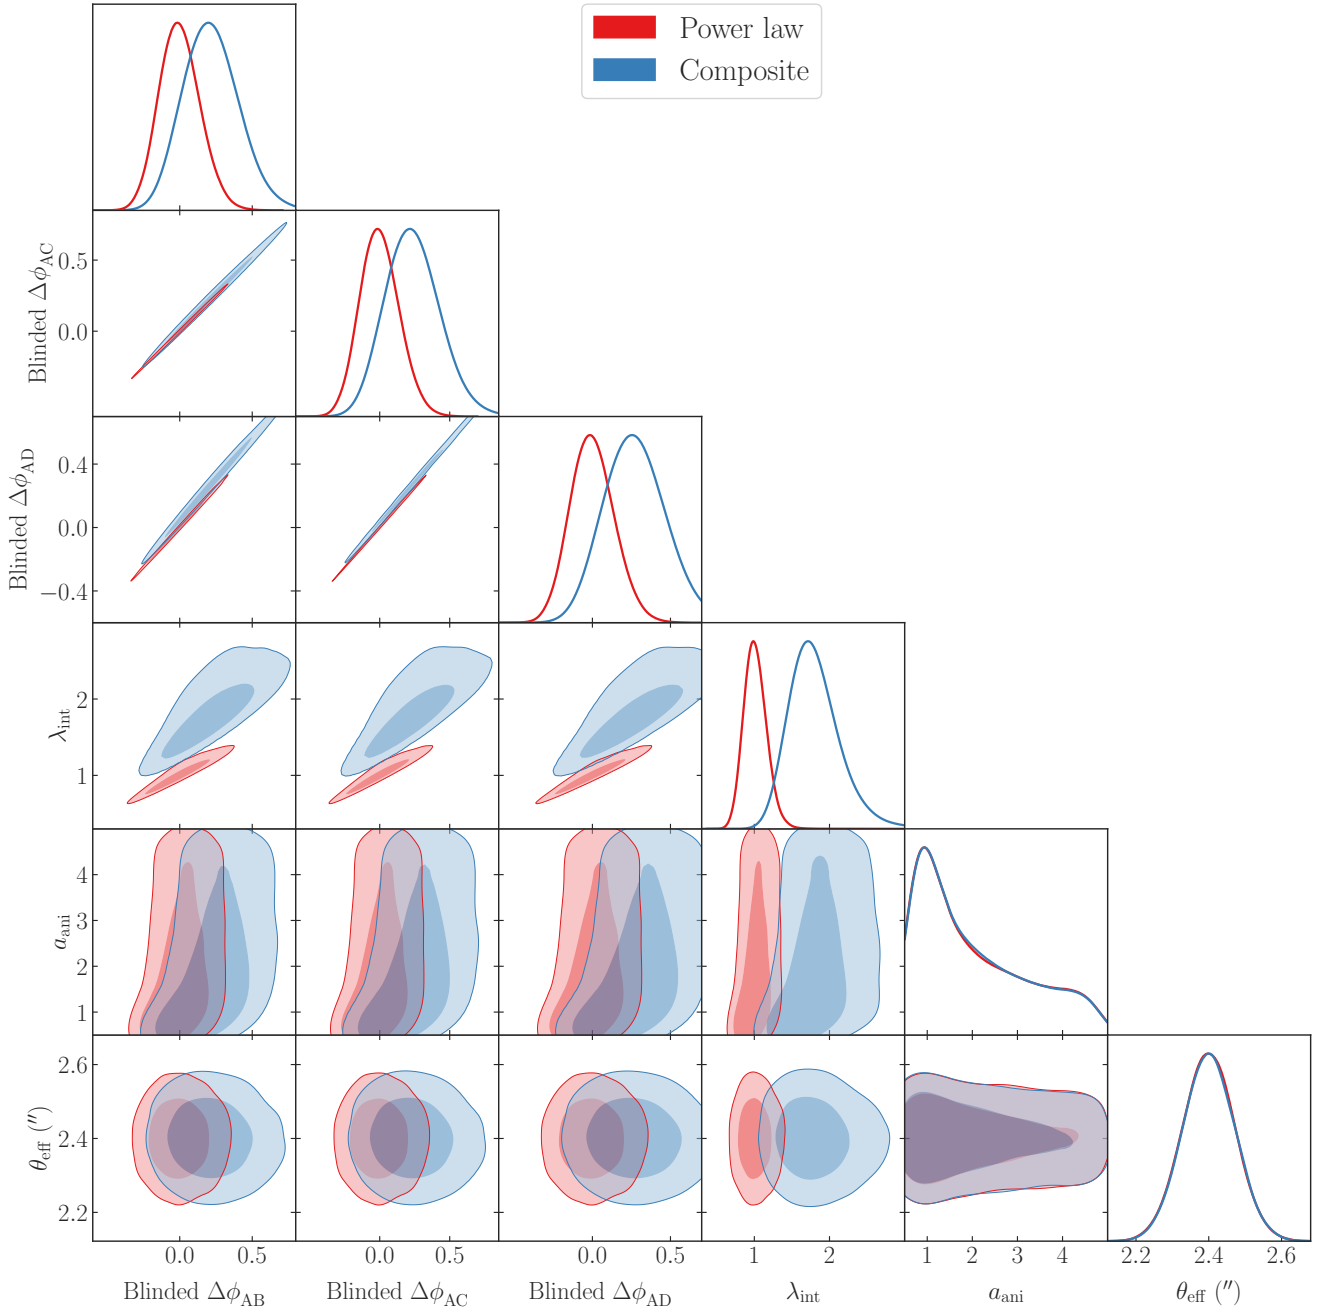 Power law
Composite
Blinded Δϕ_AC
0.5
0.0
Blinded Δϕ_AD
0.4
0.0
−0.4
λ_int
2
1
a_ani
4
3
2
1
θ_eff (″)
2.6
2.4
2.2
0.0 0.5 0.0 0.5 0.0 0.5 1 2 1 2 3 4 2.2 2.4 2.6
Blinded Δϕ_AB Blinded Δϕ_AC Blinded Δϕ_AD λ_int a_ani θ_eff (″)